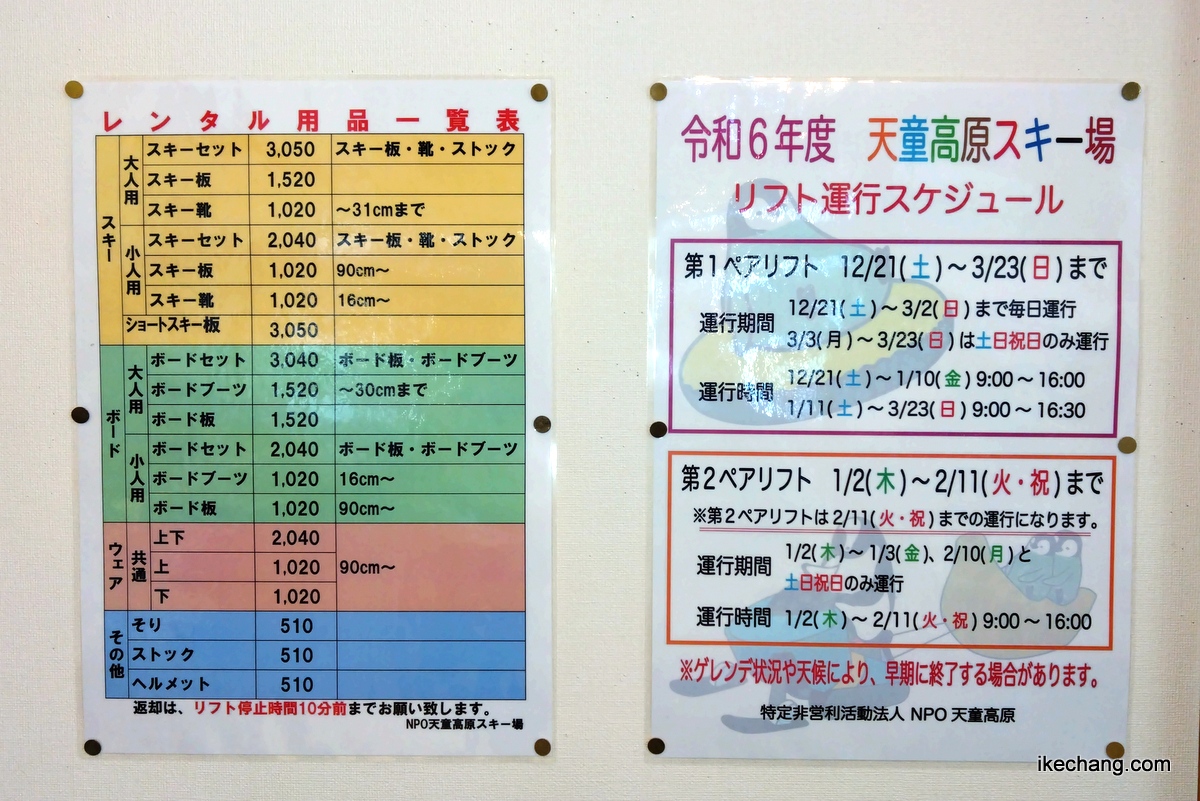 レンタル用品一覧表
スキー
大人用
スキーセット 3,050 スキー板・靴・ストック
スキー板 1,520
スキー靴 1,020 ～31cmまで
小人用
スキーセット 2,040 スキー板・靴・ストック
スキー板 1,020 90cm～
スキー靴 1,020 16cm～
ショートスキー板 3,050
ボード
大人用
ボードセット 3,040 ボード板・ボードブーツ
ボードブーツ 1,520 ～30cmまで
ボード板 1,520
小人用
ボードセット 2,040 ボード板・ボードブーツ
ボードブーツ 1,020 16cm～
ボード板 1,020 90cm～
ウェア
共通
上下 2,040
上 1,020 90cm～
下 1,020
その他
そり 510
ストック 510
ヘルメット 510
返却は、リフト停止時間10分前までお願い致します。
NPO天童高原スキー場
令和6年度 天童高原スキー場
リフト運行スケジュール
第1ペアリフト 12/21(土)～3/23(日)まで
運行期間
12/21(土)～3/2(日)まで毎日運行
3/3(月)～3/23(日)は土日祝日のみ運行
運行時間
12/21(土)～1/10(金) 9:00～16:00
1/11(土)～3/23(日) 9:00～16:30
第2ペアリフト 1/2(木)～2/11(火・祝)まで
※第2ペアリフトは2/11(火・祝)までの運行になります。
運行期間
1/2(木)～1/3(金)、2/10(月)と
土日祝日のみ運行
運行時間 1/2(木)～2/11(火・祝) 9:00～16:00
※ゲレンデ状況や天候により、早期に終了する場合があります。
特定非営利活動法人 NPO 天童高原
ikechang.com